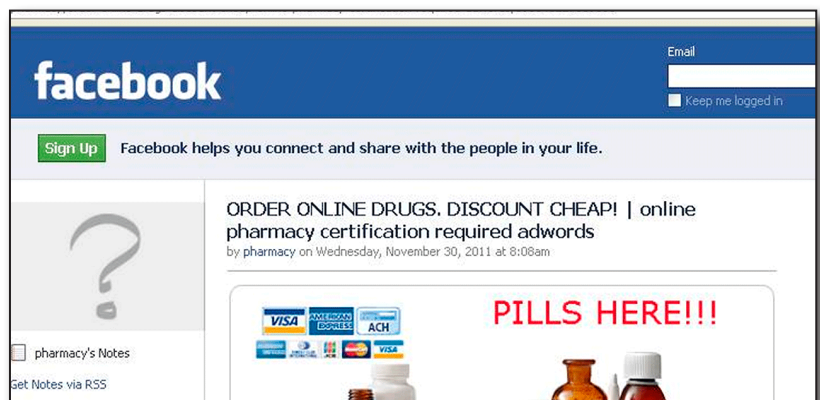 facebook
Email
Keep me logged in
Sign Up
Facebook helps you connect and share with the people in your life.
ORDER ONLINE DRUGS. DISCOUNT CHEAP! | online
pharmacy certification required adwords
by pharmacy on Wednesday, November 30, 2011 at 8:08am
PILLS HERE!!!
VISA AMERICAN EXPRESS ACH
VISA
pharmacy's Notes
Get Notes via RSS